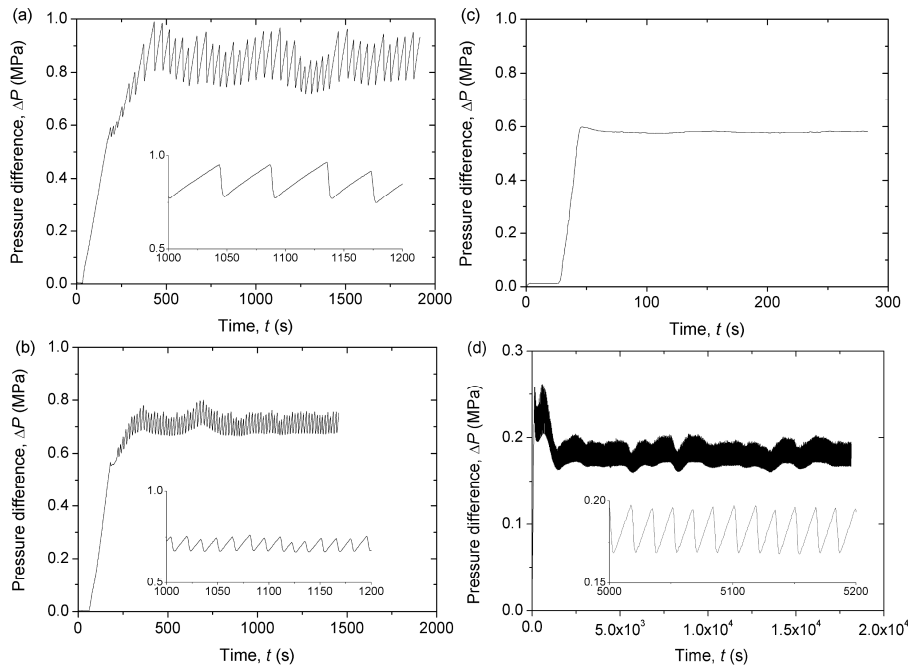 (a)
Pressure difference, ΔP (MPa)
1.0
0.8
0.6
0.4
0.2
0.0
1.0
0.5
1000 1050 1100 1150 1200
0 500 1000 1500 2000
Time, t (s)
(c)
Pressure difference, ΔP (MPa)
1.0
0.8
0.6
0.4
0.2
0.0
0 100 200 300
Time, t (s)
(b)
Pressure difference, ΔP (MPa)
1.0
0.8
0.6
0.4
0.2
0.0
1.0
0.5
1000 1050 1100 1150 1200
0 500 1000 1500 2000
Time, t (s)
(d)
Pressure difference, ΔP (MPa)
0.3
0.2
0.1
0.0
0.20
0.15
5000 5100 5200
0.0 5.0x10³ 1.0x10⁴ 1.5x10⁴ 2.0x10⁴
Time, t (s)